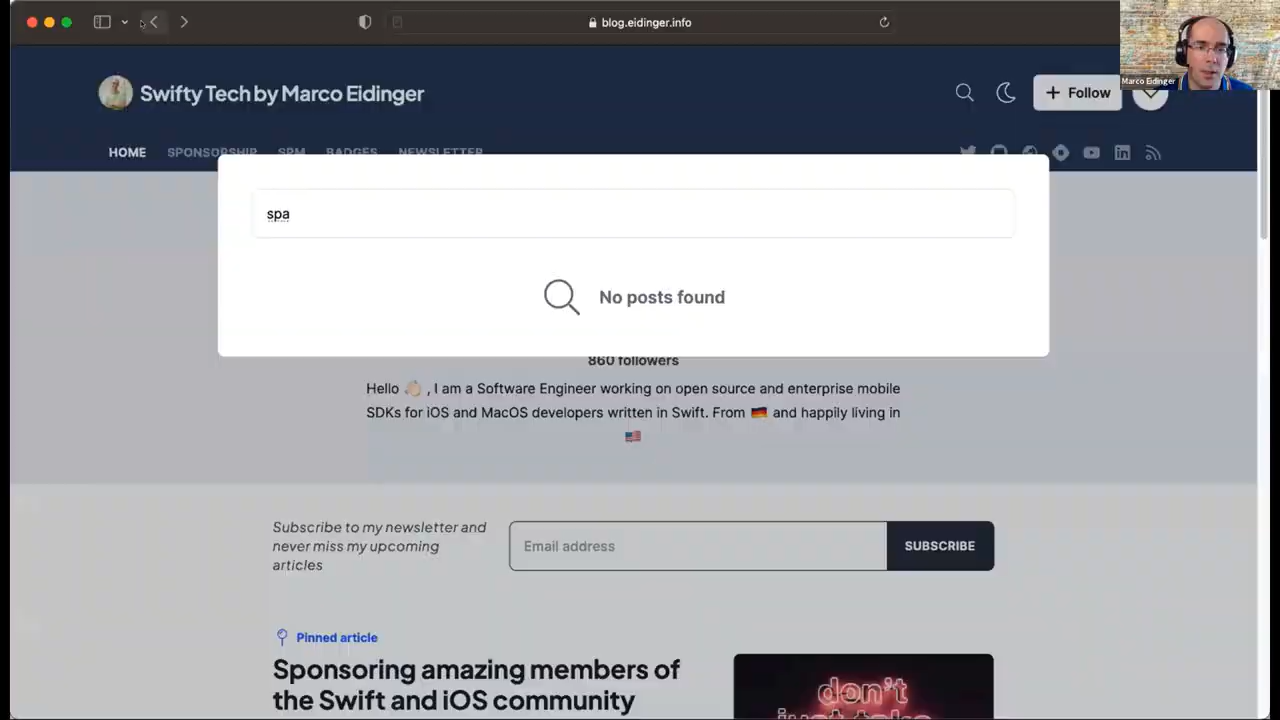 blog.eidinger.info
Marco Eidinger
Swifty Tech by Marco Eidinger
Follow
HOME SPONSORSHIP SPM BADGES NEWSLETTER
spa
No posts found
860 followers
Hello 👋🏻 , I am a Software Engineer working on open source and enterprise mobile
SDKs for iOS and MacOS developers written in Swift. From 🇩🇪 and happily living in
🇺🇸
Subscribe to my newsletter and
never miss my upcoming
articles
Email address
SUBSCRIBE
Pinned article
Sponsoring amazing members of
the Swift and iOS community
don't
just take